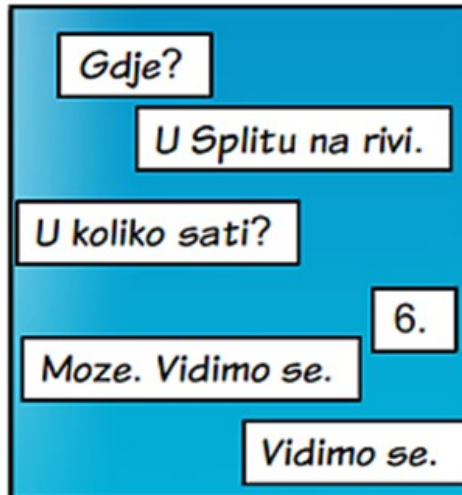 Gdje?
U Splitu na rivi.
U koliko sati?
6.
Moze. Vidimo se.
Vidimo se.